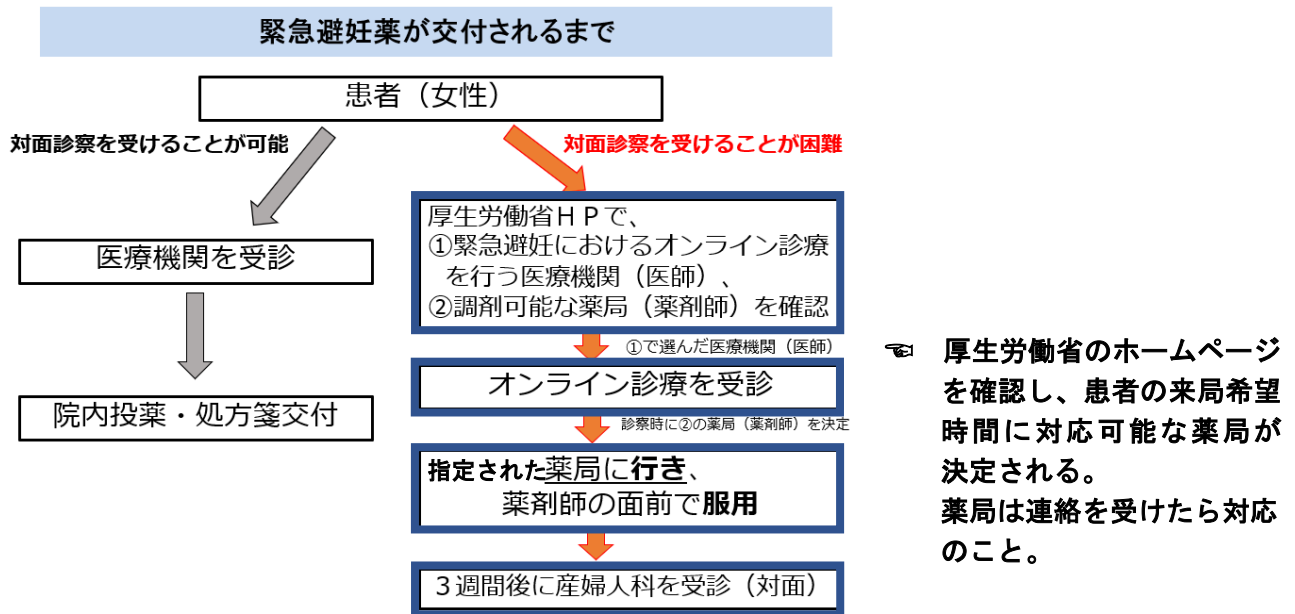 緊急避妊薬が交付されるまで
患者（女性）
対面診察を受けることが可能
対面診察を受けることが困難
医療機関を受診
院内投薬・処方箋交付
厚生労働省ＨＰで、
①緊急避妊におけるオンライン診療
を行う医療機関（医師）、
②調剤可能な薬局（薬剤師）を確認
①で選んだ医療機関（医師）
オンライン診療を受診
診察時に②の薬局（薬剤師）を決定
指定された薬局に行き、
薬剤師の面前で服用
３週間後に産婦人科を受診（対面）
☜ 厚生労働省のホームページ
を確認し、患者の来局希望
時間に対応可能な薬局が
決定される。
薬局は連絡を受けたら対応
のこと。